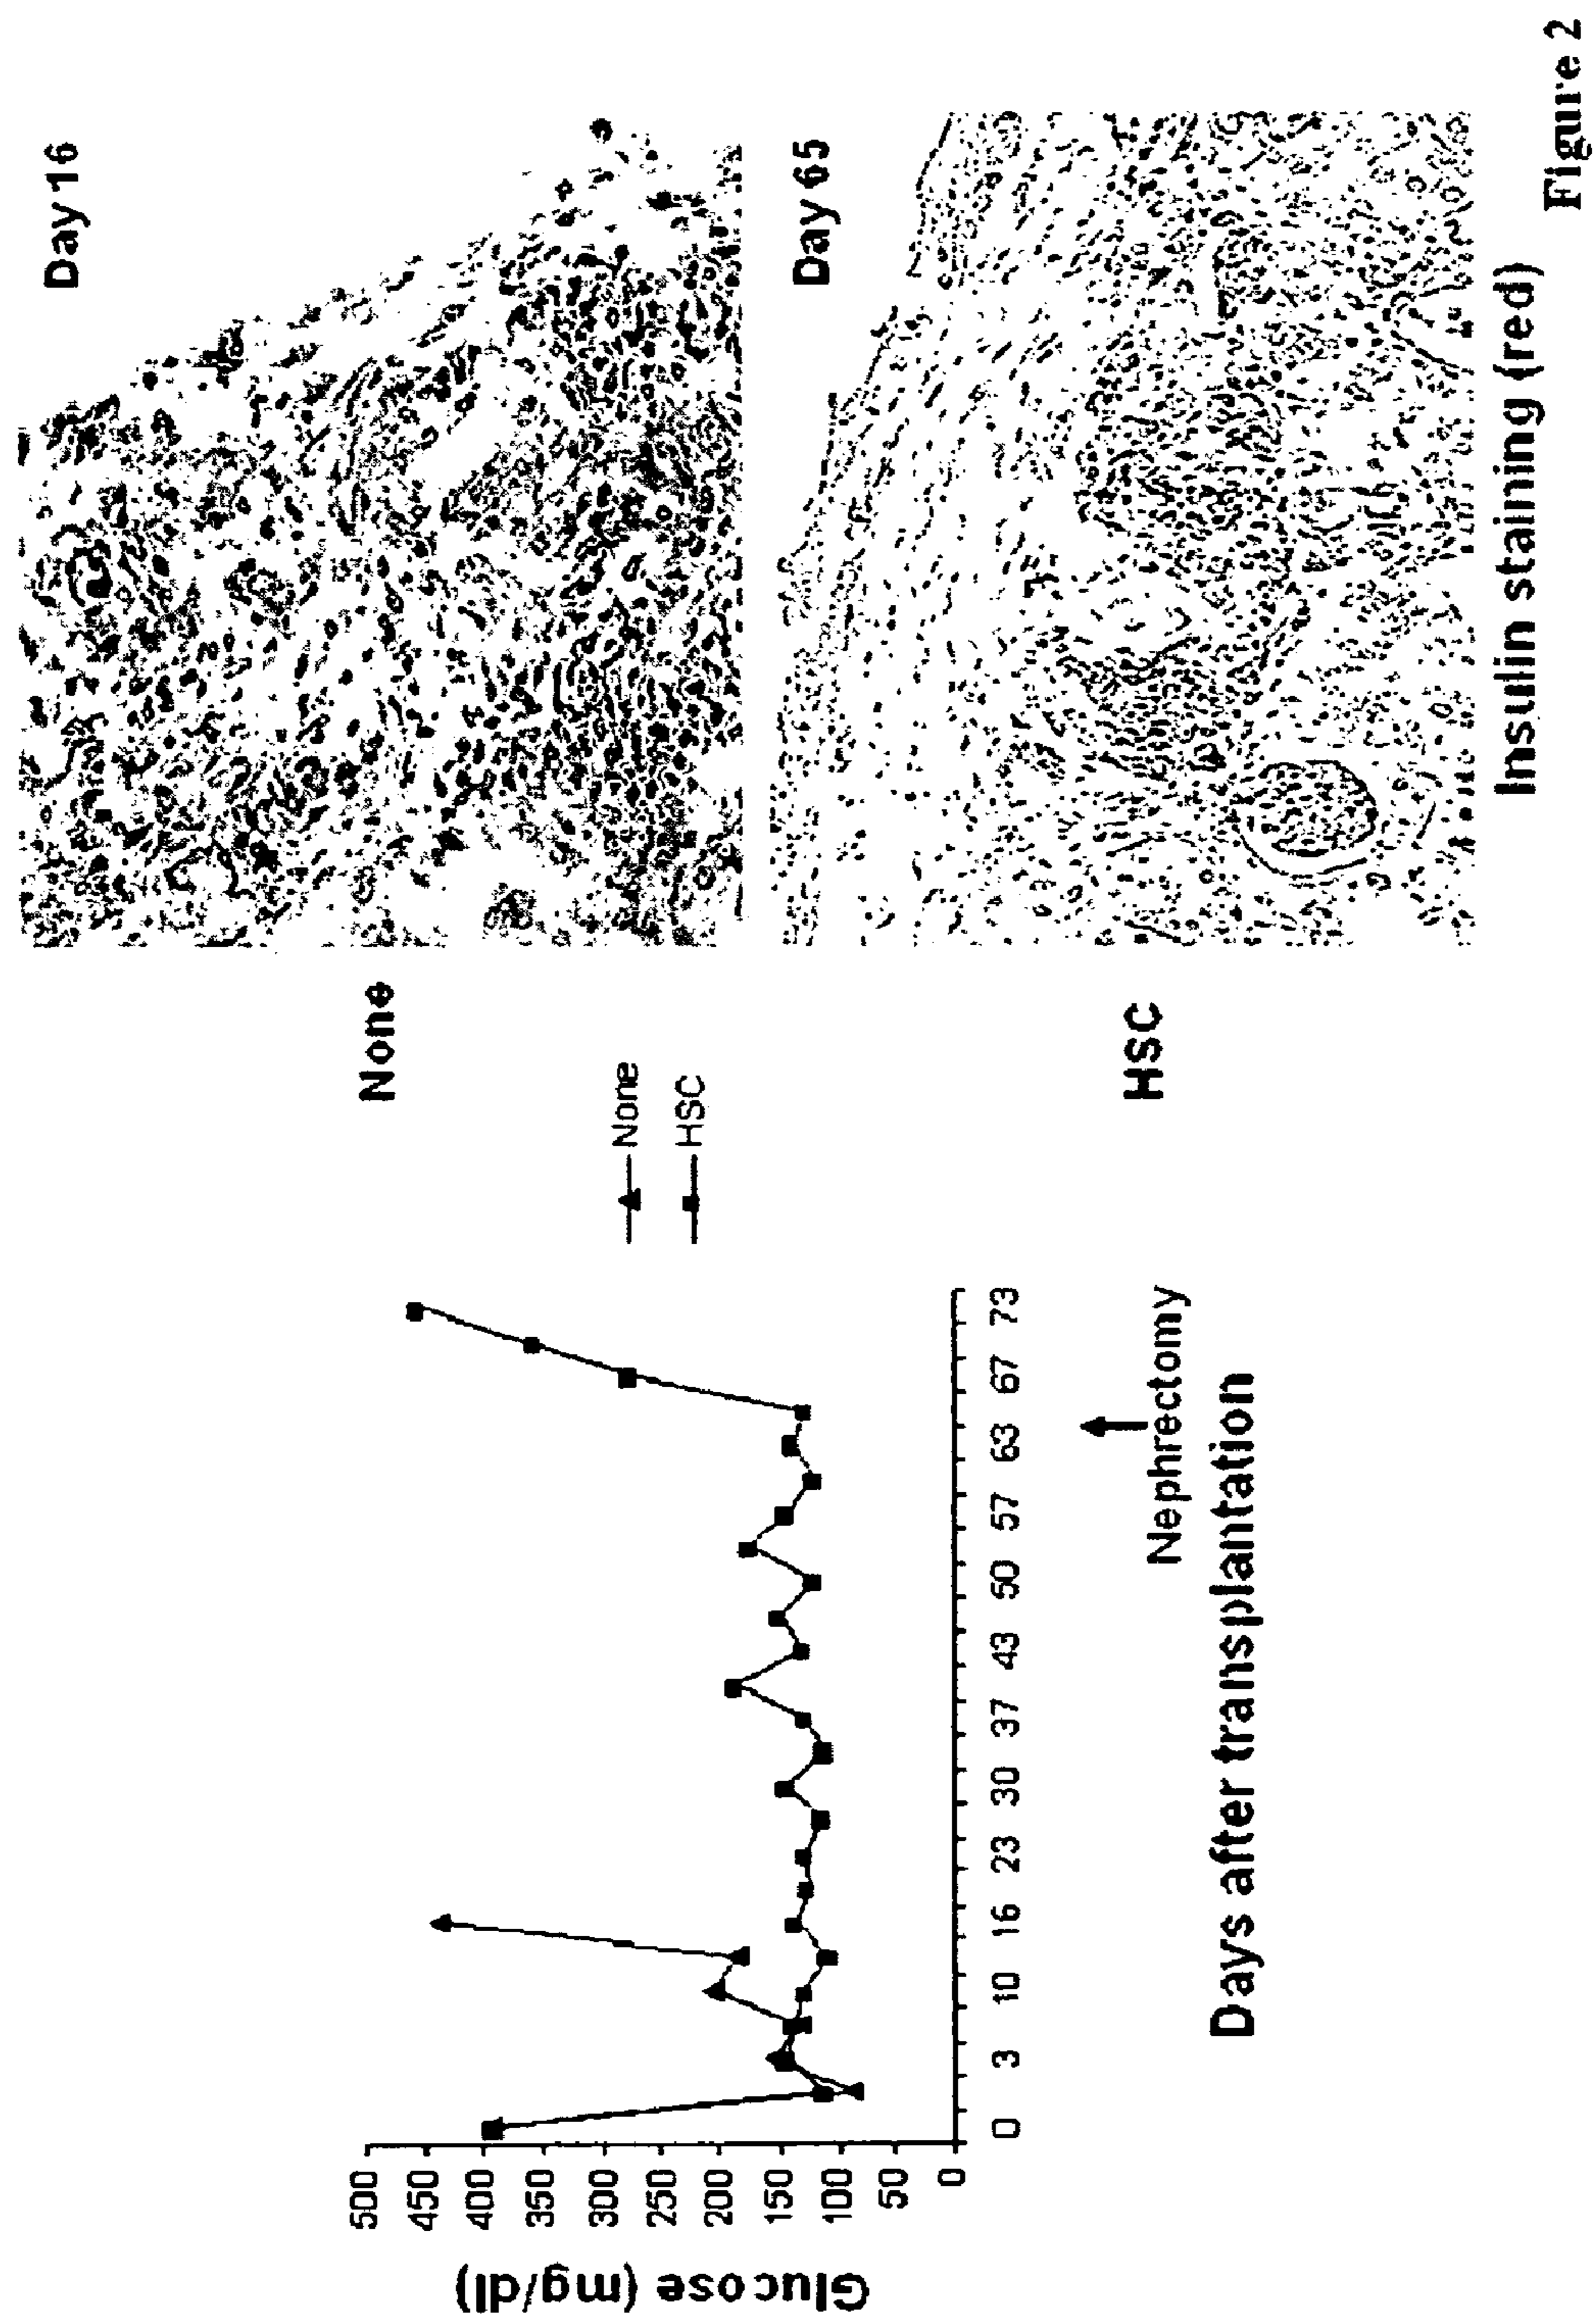 Glucose (mg/dl)
500
450
400
350
300
250
200
150
100
50
0
0 3 10 16 23 30 37 43 50 57 63 67 73
Nephrectomy
Days after transplantation
None
HSC
None
Day 16
HSC
Day 65
Insulin staining (red)
Figure 2